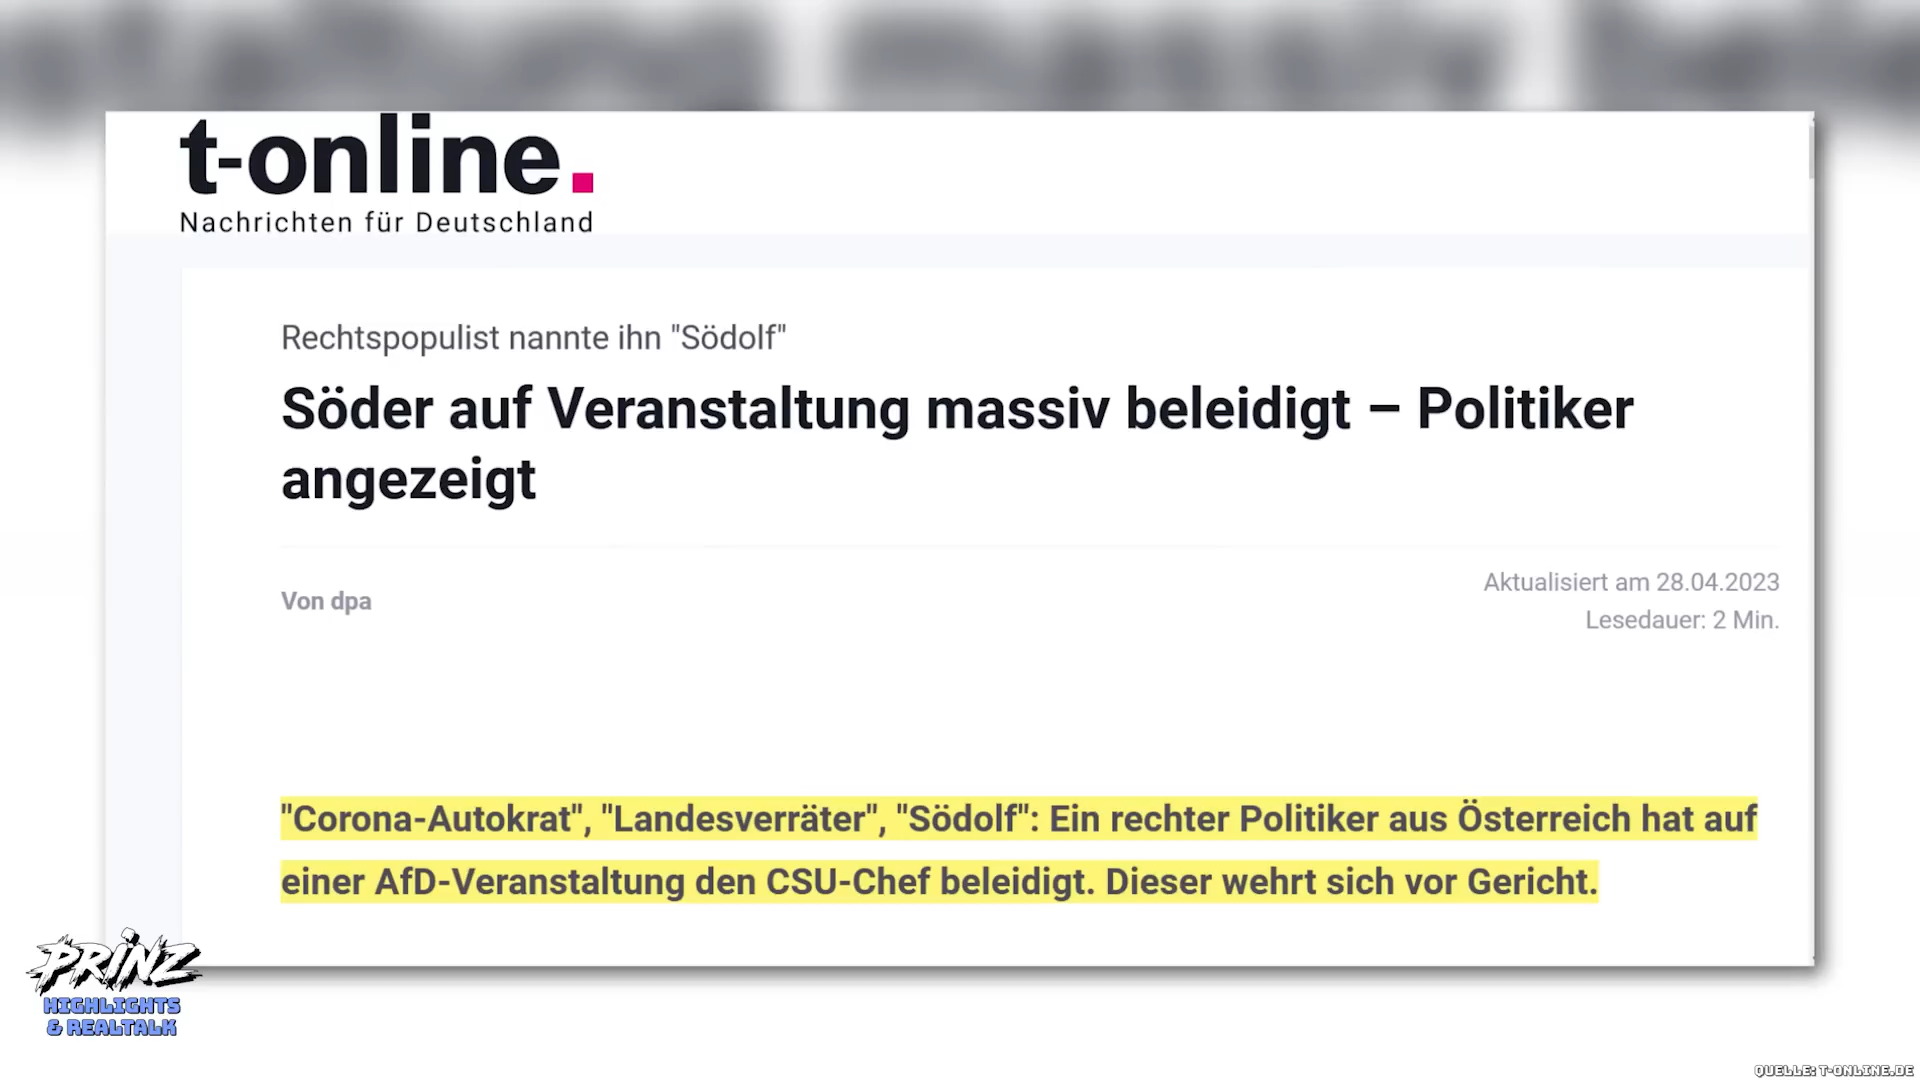 t-online.
Nachrichten für Deutschland
Rechtspopulist nannte ihn "Södolf"
Söder auf Veranstaltung massiv beleidigt – Politiker
angezeigt
Von dpa
Aktualisiert am 28.04.2023
Lesedauer: 2 Min.
"Corona-Autokrat", "Landesverräter", "Södolf": Ein rechter Politiker aus Österreich hat auf
einer AfD-Veranstaltung den CSU-Chef beleidigt. Dieser wehrt sich vor Gericht.
PRINZ
HIGHLIGHTS
& REALTALK
QUELLE: T-ONLINE.DE